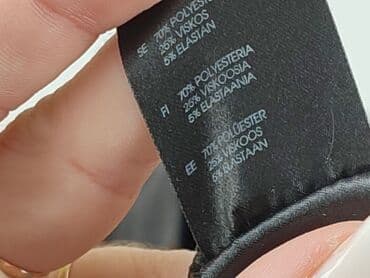 SE 70% POLYESTER
25% VISKOS
5% ELASTAN
FI 70% POLYESTERIA
25% VISKOOSIA
5% ELASTAANIA
EE 70% POLÜESTER
25% VISKOOS
5% ELASTAAN